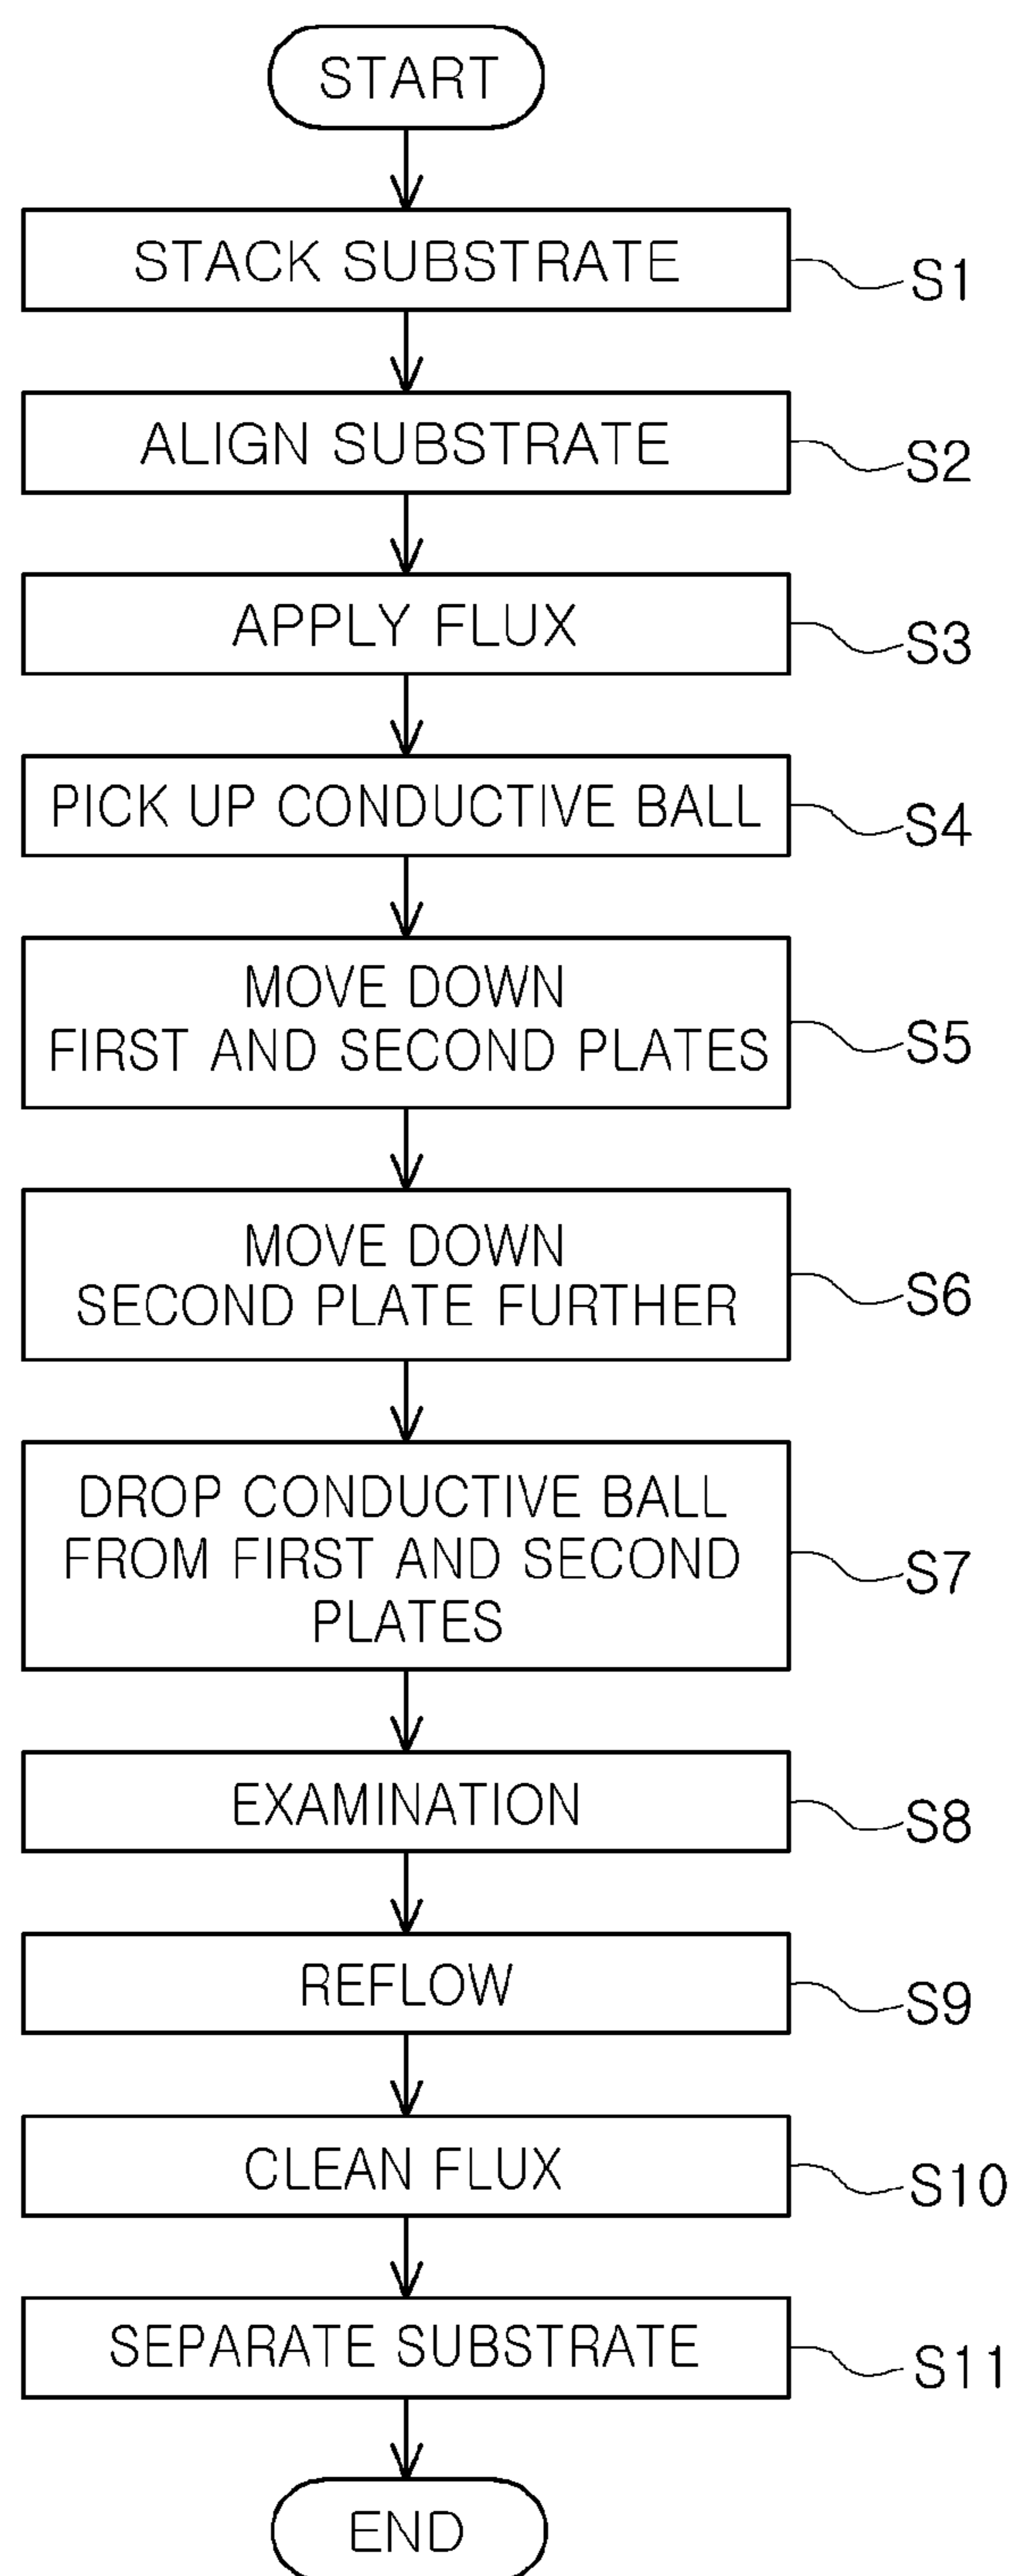 START
STACK SUBSTRATE
S1
ALIGN SUBSTRATE
S2
APPLY FLUX
S3
PICK UP CONDUCTIVE BALL
S4
MOVE DOWN
FIRST AND SECOND PLATES
S5
MOVE DOWN
SECOND PLATE FURTHER
S6
DROP CONDUCTIVE BALL
FROM FIRST AND SECOND
PLATES
S7
EXAMINATION
S8
REFLOW
S9
CLEAN FLUX
S10
SEPARATE SUBSTRATE
S11
END